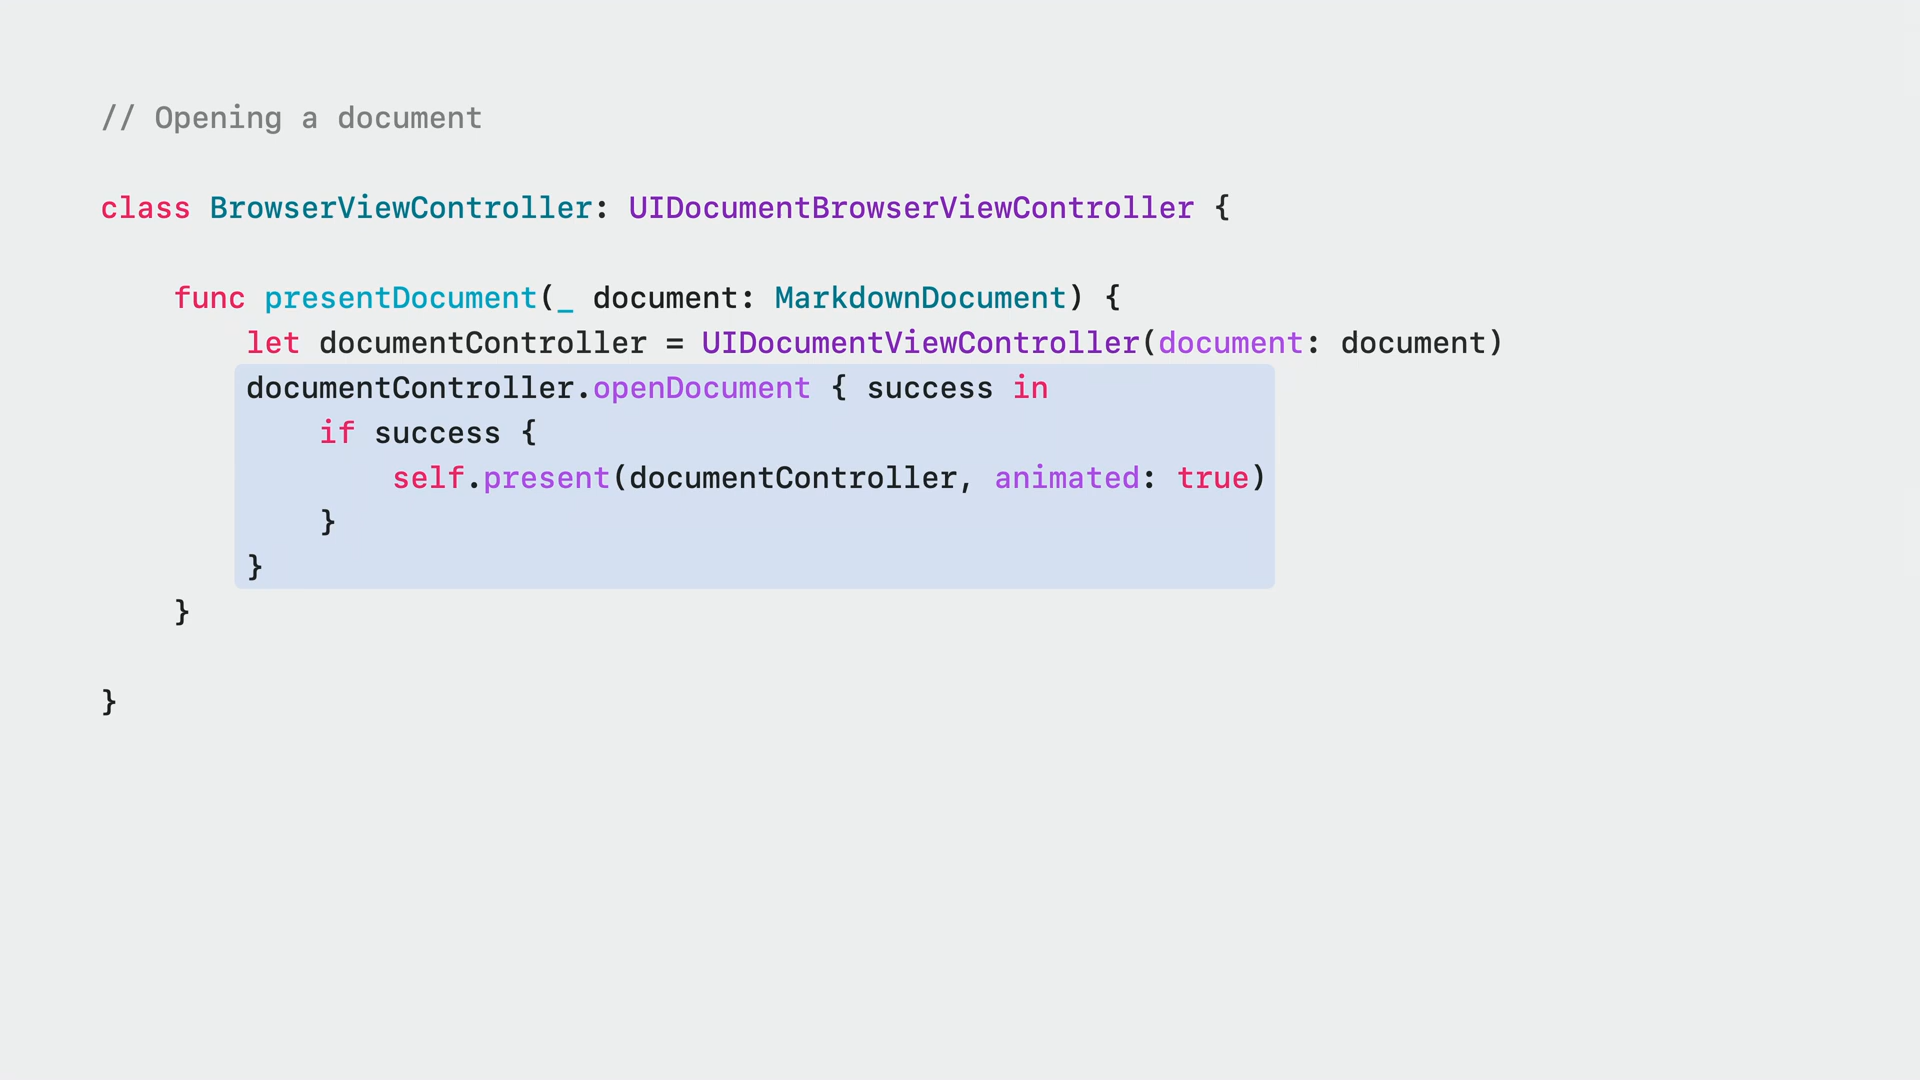 // Opening a document
class BrowserViewController: UIDocumentBrowserViewController {
func presentDocument(_ document: MarkdownDocument) {
let documentController = UIDocumentViewController(document: document)
documentController.openDocument { success in
if success {
self.present(documentController, animated: true)
}
}
}
}